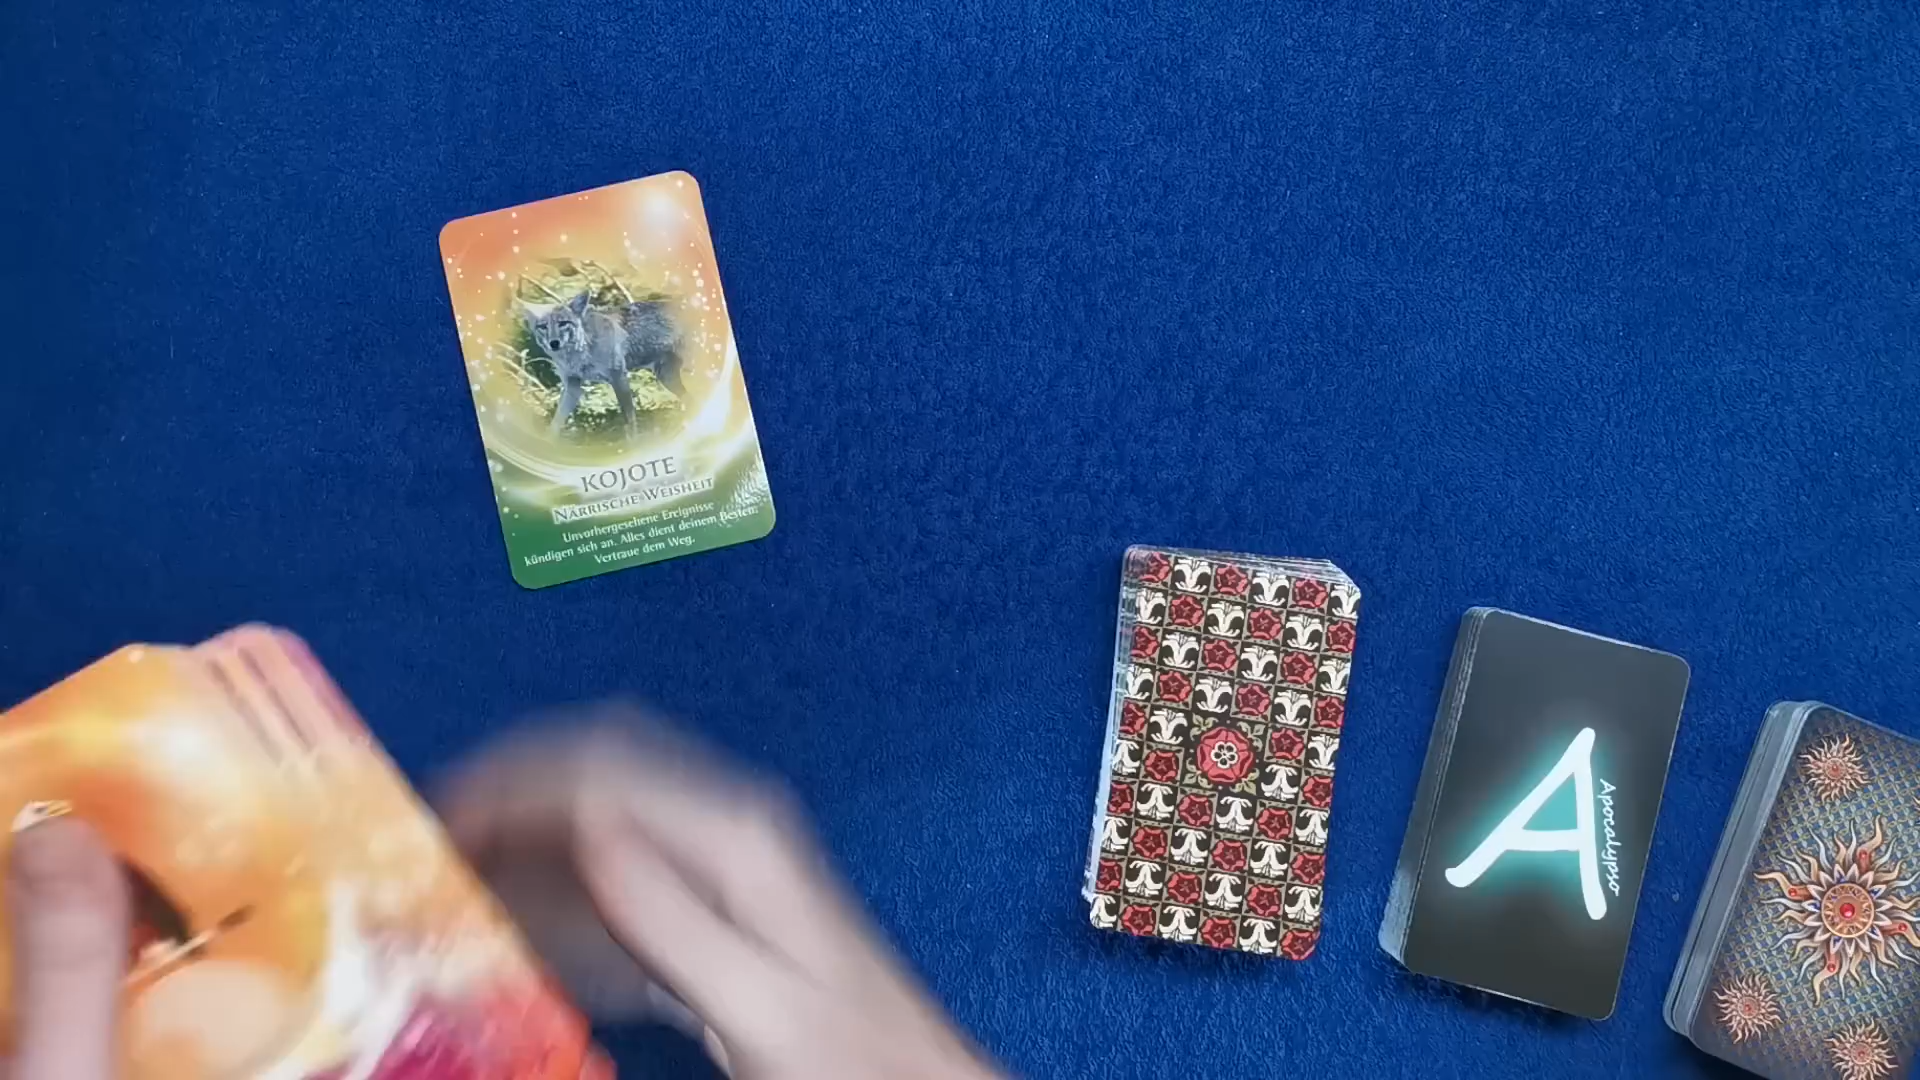 KOJOTE
NÄRRISCHE WEISHEIT
Unvorhergesehene Ereignisse
kündigen sich an. Alles dient deinem Besten.
Vertraue dem Weg.
A
Apocalypso